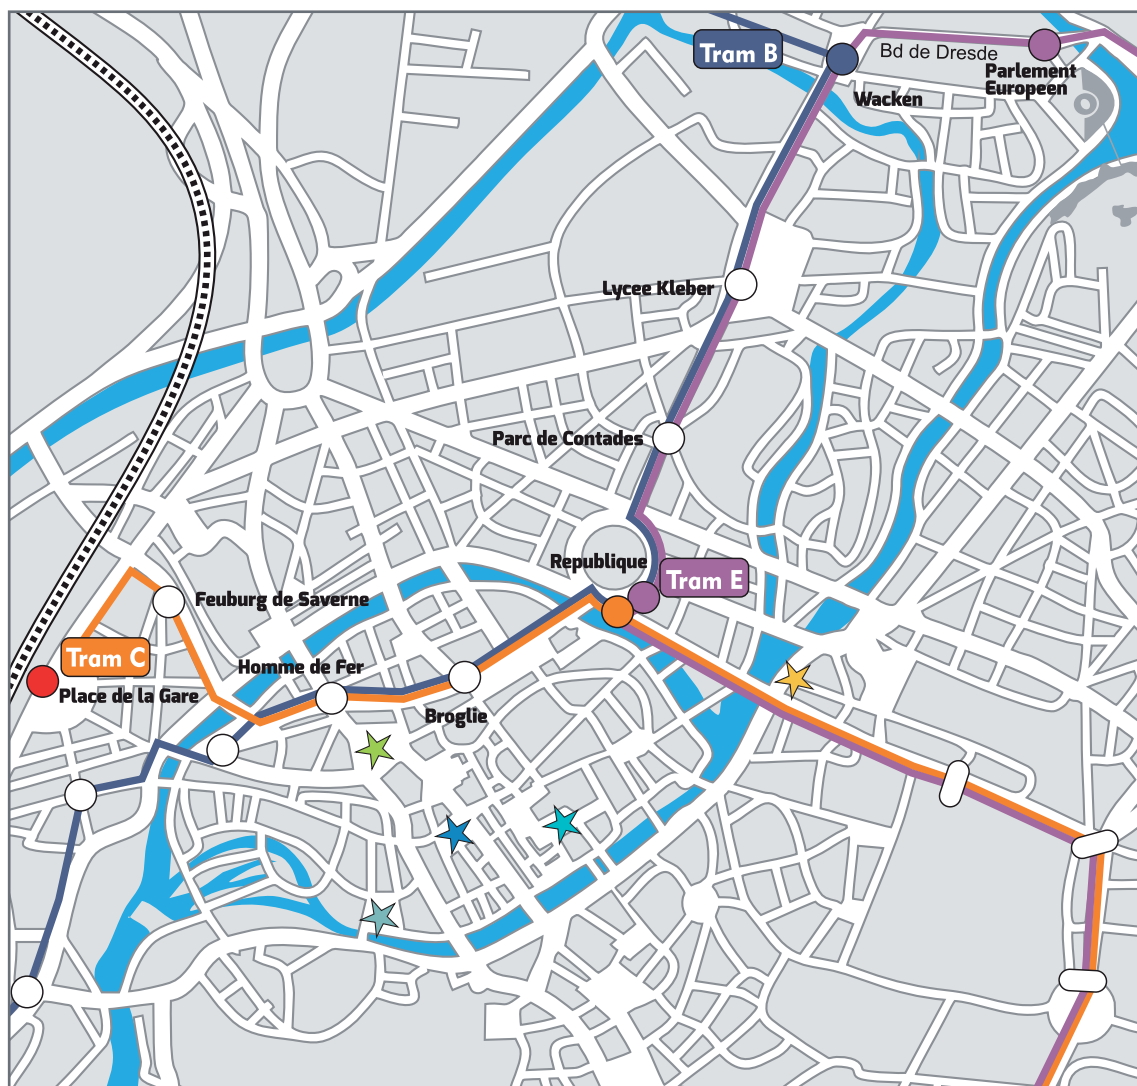 Tram B
Bd de Dresde
Parlement
Europeen
Wacken
Lycee Kleber
Parc de Contades
Republique
Tram E
Feuburg de Saverne
Tram C
Homme de Fer
Place de la Gare
Broglie